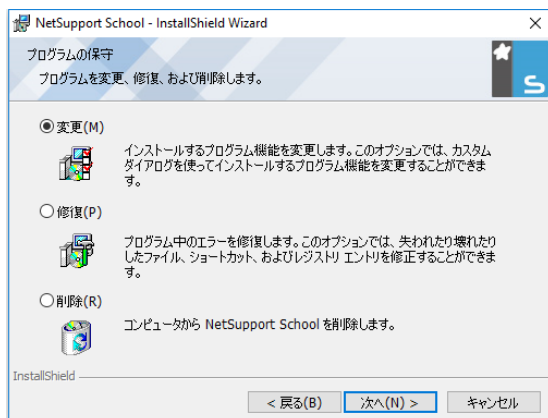 NetSupport School - InstallShield Wizard
プログラムの保守
プログラムを変更、修復、および削除します。
S
変更(M)
インストールするプログラム機能を変更します。このオプションでは、カスタム
ダイアログを使ってインストールするプログラム機能を変更することができま
す。
修復(P)
プログラム中のエラーを修復します。このオプションでは、失われたり壊れたり
したファイル、ショートカット、およびレジストリ エントリを修正することができま
す。
削除(R)
コンピュータから NetSupport School を削除します。
InstallShield
< 戻る(B)
次へ(N) >
キャンセル